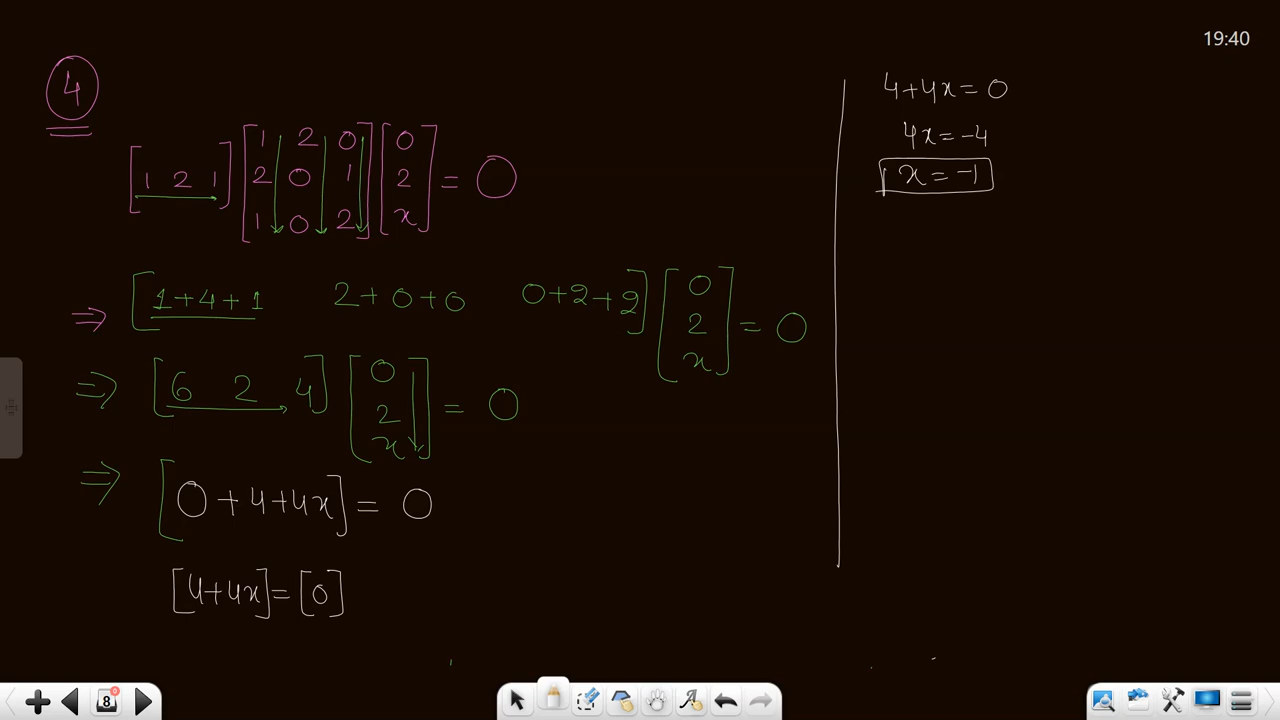 19:40
4
[1 2 1] [1 2 0 [0
2 0 1 2
1 0 2] x] = 0
⇒ [1+4+1 2+0+0 0+2+2] [0
2
x] = 0
⇒ [6 2 4] [0
2
x] = 0
⇒ [0+4+4x] = 0
[4+4x] = [0]
4+4x = 0
4x = -4
x = -1
8
8